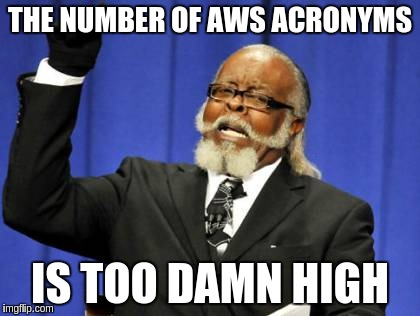 THE NUMBER OF AWS ACRONYMS
IS TOO DAMN HIGH
imgflip.com